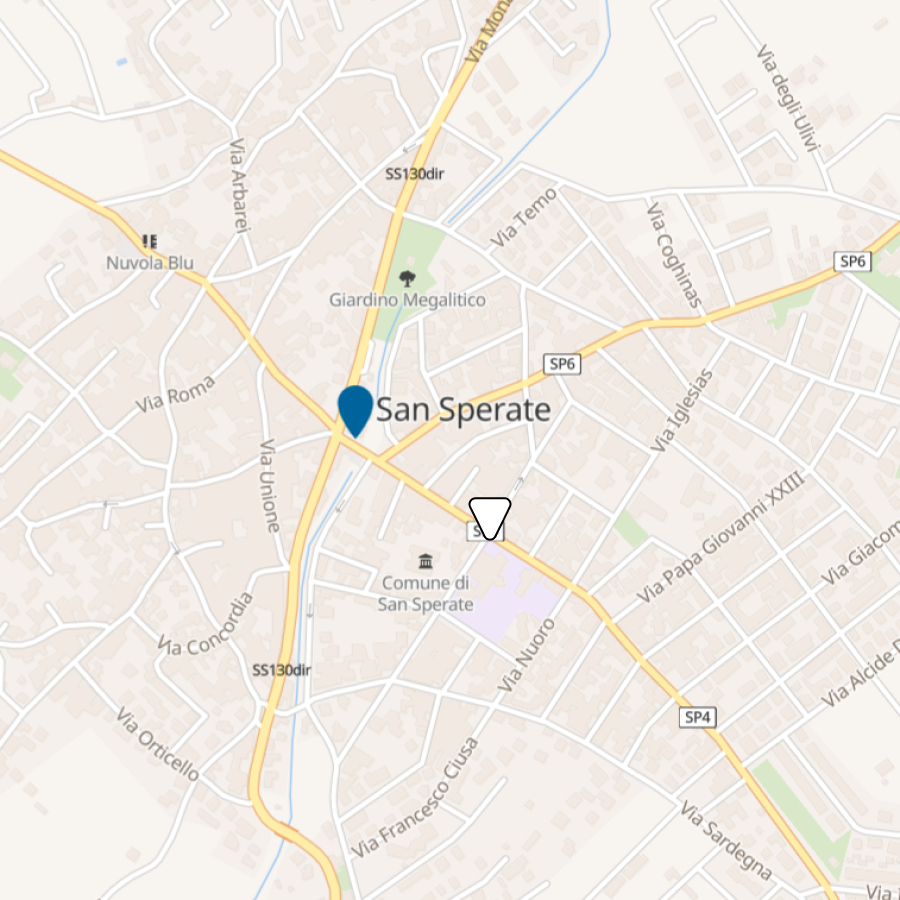 Via Mona
Via degli Ulivi
Via Arbarei
SS130dir
Via Temo
Via Coghinas
Nuvola Blu
SP6
Giardino Megalitico
SP6
Via Roma
San Sperate
Via Iglesias
Via Unione
Via Papa Giovanni XXIII
Via Giacom
Comune di
San Sperate
Via Concordia
Via Nuoro
SS130dir
Via Alcide D
SP4
Via Orticello
Via Francesco Ciusa
Via Sardegna
Via